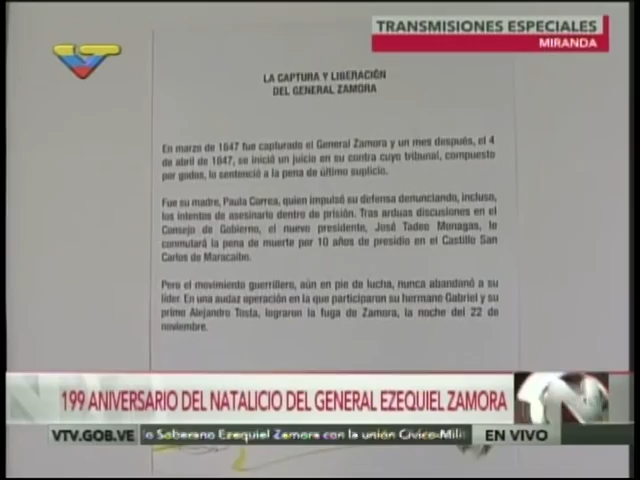 TRANSMISIONES ESPECIALES
MIRANDA
LA CAPTURA Y LIBERACIÓN
DEL GENERAL ZAMORA
En marzo de 1847 fue capturado el General Zamora y un mes después, el 4
de abril de 1847, se inició un juicio en su contra cuyo tribunal, compuesto
por godos, lo sentenció a la pena de último suplicio.
Fue su madre, Paula Correa, quien impulsó su defensa denunciando, incluso,
los intentos de asesinarlo dentro de prisión. Tras arduas discusiones en el
Consejo de Gobierno, el nuevo presidente, José Tadeo Monagas, le
conmutará la pena de muerte por 10 años de presidio en el Castillo San
Carlos de Maracaibo.
Pero el movimiento guerrillero, aún en pie de lucha, nunca abandonó a su
líder. En una audaz operación en la que participaron su hermano Gabriel y su
primo Alejandro Tosta, lograron la fuga de Zamora, la noche del 22 de
noviembre.
199 ANIVERSARIO DEL NATALICIO DEL GENERAL EZEQUIEL ZAMORA
VTV.GOB.VE
o Soberano Ezequiel Zamora con la unión Cívico-Mili
EN VIVO